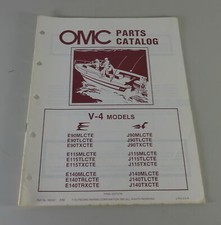 OMC PARTS
CATALOG
V-4 MODELS
E90MLCTE J90MLCTE
E90TLCTE J90TLCTE
E90TXCTE J90TXCTE
E115MLCTE J115MLCTE
E115TLCTE J115TLCTE
E115TXCTE J115TXCTE
E140MLCTE J140MLCTE
E140TRLCTE J140TLCTE
E140TRXCTE J140TXCTE